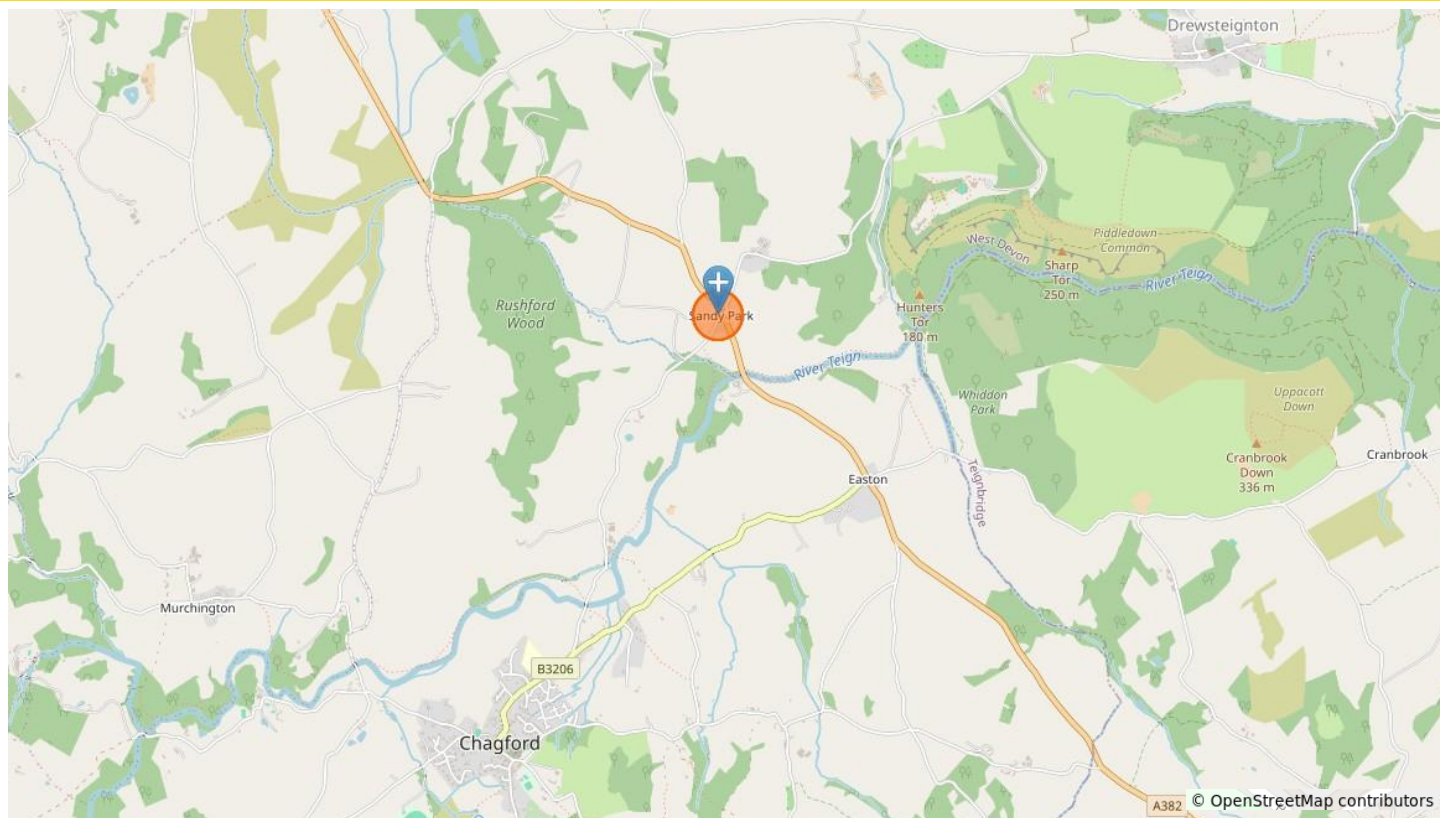 Drewsteignton
Piddledown
Common
West Devon
Sharp
Tor
250 m
River Teign
Rushford
Wood
Sandy Park
Hunters
Tor
180 m
River Teign
Whiddon
Park
Uppacott
Down
Cranbrook
Down
336 m
Cranbrook
Easton
Teignbridge
Murchington
B3206
Chagford
A382
© OpenStreetMap contributors